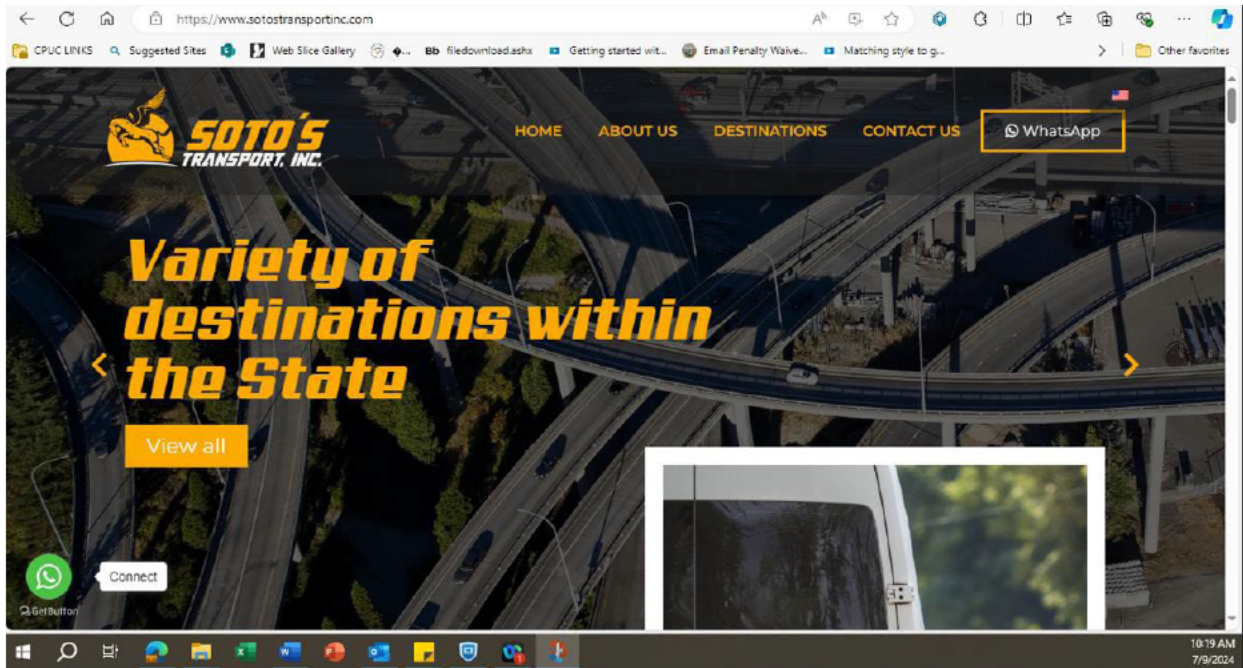 https://www.sotostransportinc.com
CPUC LINKS Suggested Sites Web Slice Gallery Bb filedownload.ashx Getting started wit... Email Penalty Waive... Matching style to g... Other favorites
SOTO'S
TRANSPORT, INC.
HOME ABOUT US DESTINATIONS CONTACT US WhatsApp
Variety of
destinations within
the State
View all
Connect
GetButton
10:19 AM
7/9/2024